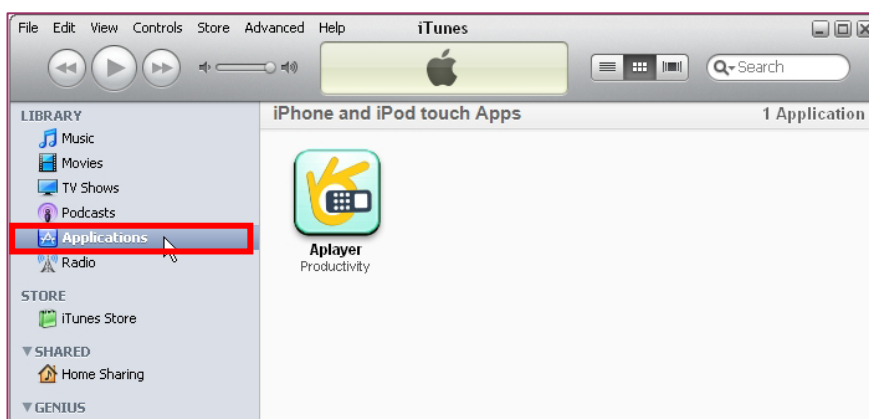 File Edit View Controls Store Advanced Help iTunes
Search
LIBRARY
Music
Movies
TV Shows
Podcasts
Applications
Radio
STORE
iTunes Store
SHARED
Home Sharing
GENIUS
iPhone and iPod touch Apps 1 Application
Aplayer
Productivity